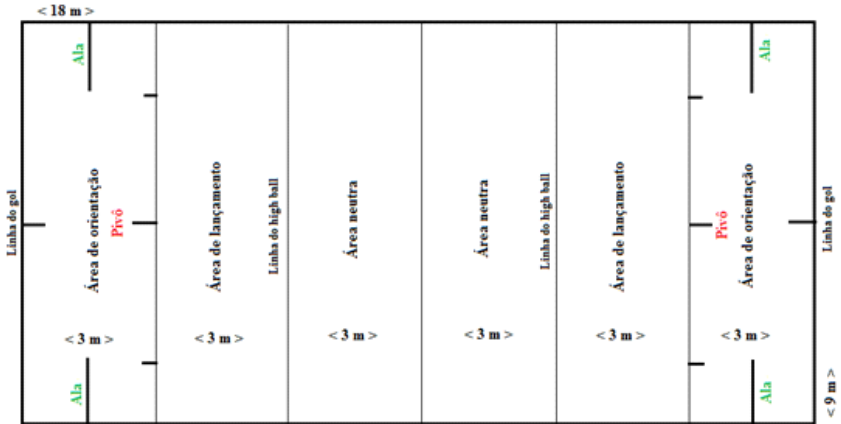 < 18 m >
Ala
Ala
Linha do gol
Área de orientação
Pivô
Área de lançamento
Linha do high ball
Área neutra
Área neutra
Linha do high ball
Área de lançamento
Pivô
Área de orientação
Linha do gol
< 3 m >
< 3 m >
< 3 m >
< 3 m >
< 3 m >
< 3 m >
Ala
Ala
< 9 m >